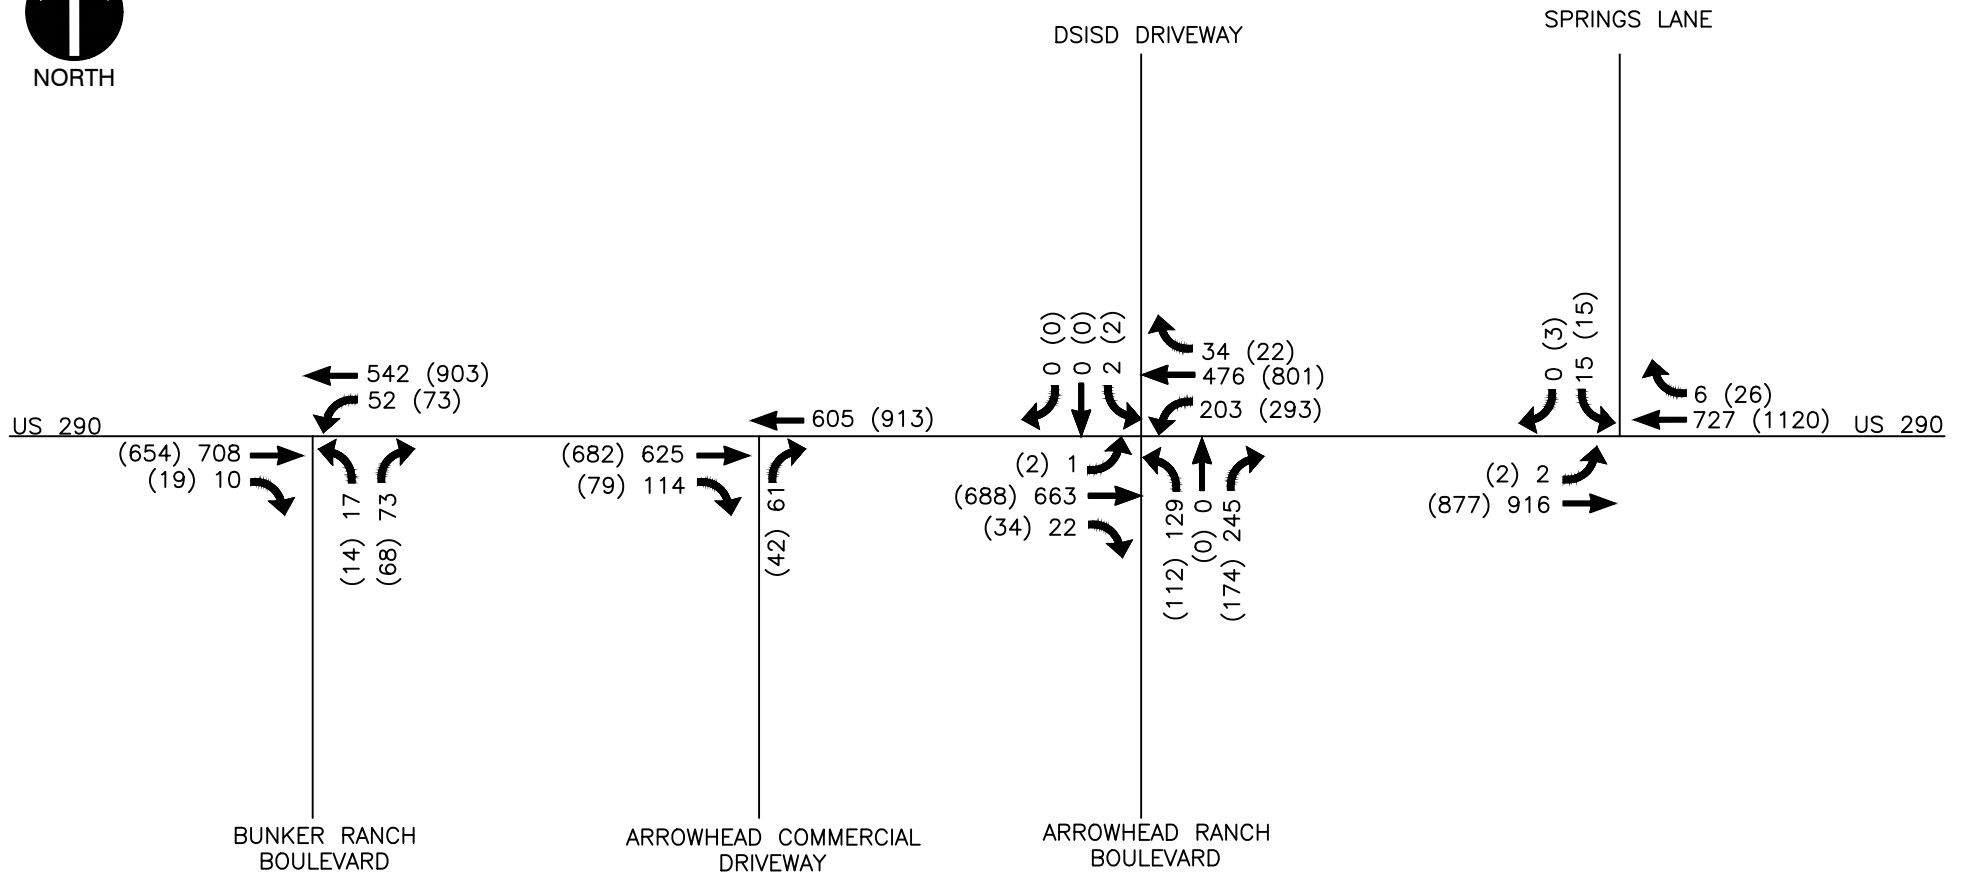 NORTH
DSISD DRIVEWAY
SPRINGS LANE
0 (0)
0 (0)
2 (2)
34 (22)
476 (801)
203 (293)
0 (3)
15 (15)
6 (26)
727 (1120)
US 290
542 (903)
52 (73)
605 (913)
US 290
(654) 708
(19) 10
(14) 17
(68) 73
(682) 625
(79) 114
(42) 61
(2) 1
(688) 663
(34) 22
(112) 129
(0) 0
(174) 245
(2) 2
(877) 916
BUNKER RANCH
BOULEVARD
ARROWHEAD COMMERCIAL
DRIVEWAY
ARROWHEAD RANCH
BOULEVARD